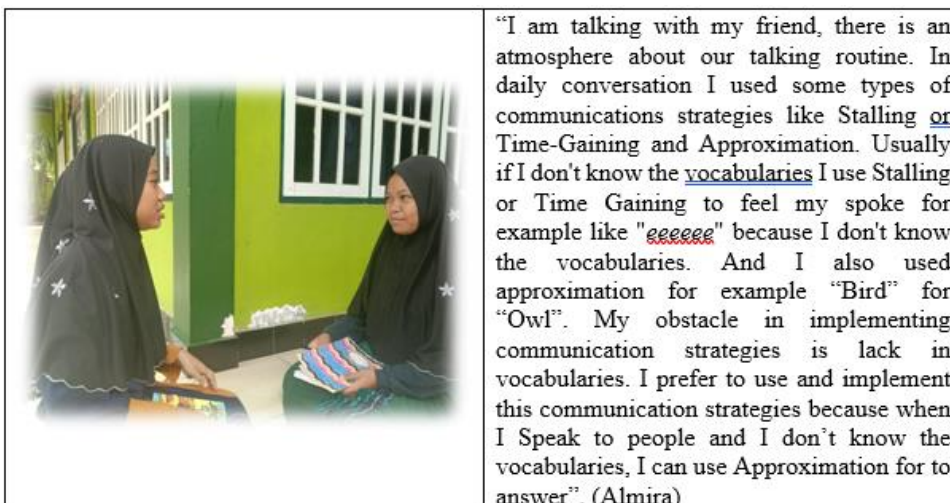 “I am talking with my friend, there is an
atmosphere about our talking routine. In
daily conversation I used some types of
communications strategies like Stalling or
Time-Gaining and Approximation. Usually
if I don't know the vocabularies I use Stalling
or Time Gaining to feel my spoke for
example like "eeeeee" because I don't know
the vocabularies. And I also used
approximation for example “Bird” for
“Owl”. My obstacle in implementing
communication strategies is lack in
vocabularies. I prefer to use and implement
this communication strategies because when
I Speak to people and I don’t know the
vocabularies, I can use Approximation for to
answer”. (Almira)